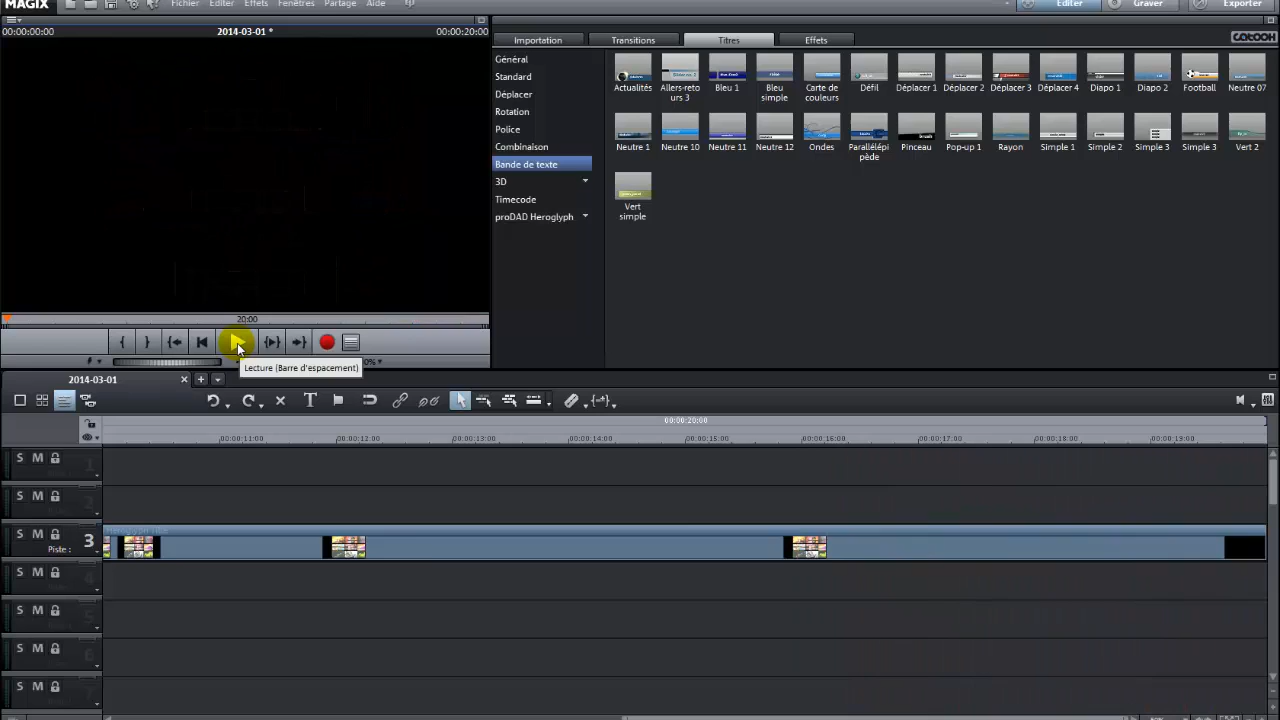 MAGIX Fichier Editer Effets Fenêtres Partage Aide Editer Graver Exporter
00:00:00:00 2014-03-01 * 00:00:20:00
Importation Transitions Titres Effets catooh
Général
Standard
Déplacer
Rotation
Police
Combinaison
Bande de texte
3D
Timecode
proDAD Heroglyph
Actualités Allers-retours 3 Bleu 1 Bleu simple Carte de couleurs Défil Déplacer 1 Déplacer 2 Déplacer 3 Déplacer 4 Diapo 1 Diapo 2 Football Neutre 07
Neutre 1 Neutre 10 Neutre 11 Neutre 12 Ondes Parallélépipède Pinceau Pop-up 1 Rayon Simple 1 Simple 2 Simple 3 Simple 3 Vert 2
Vert simple
20:00
Lecture (Barre d'espacement)
2014-03-01
00:00:20:00
00:00:11:00 00:00:12:00 00:00:13:00 00:00:14:00 00:00:15:00 00:00:16:00 00:00:17:00 00:00:18:00 00:00:19:00
S M 1
S M 2
S M 3
Piste :
S M 4
S M 5
S M 6
S M 7